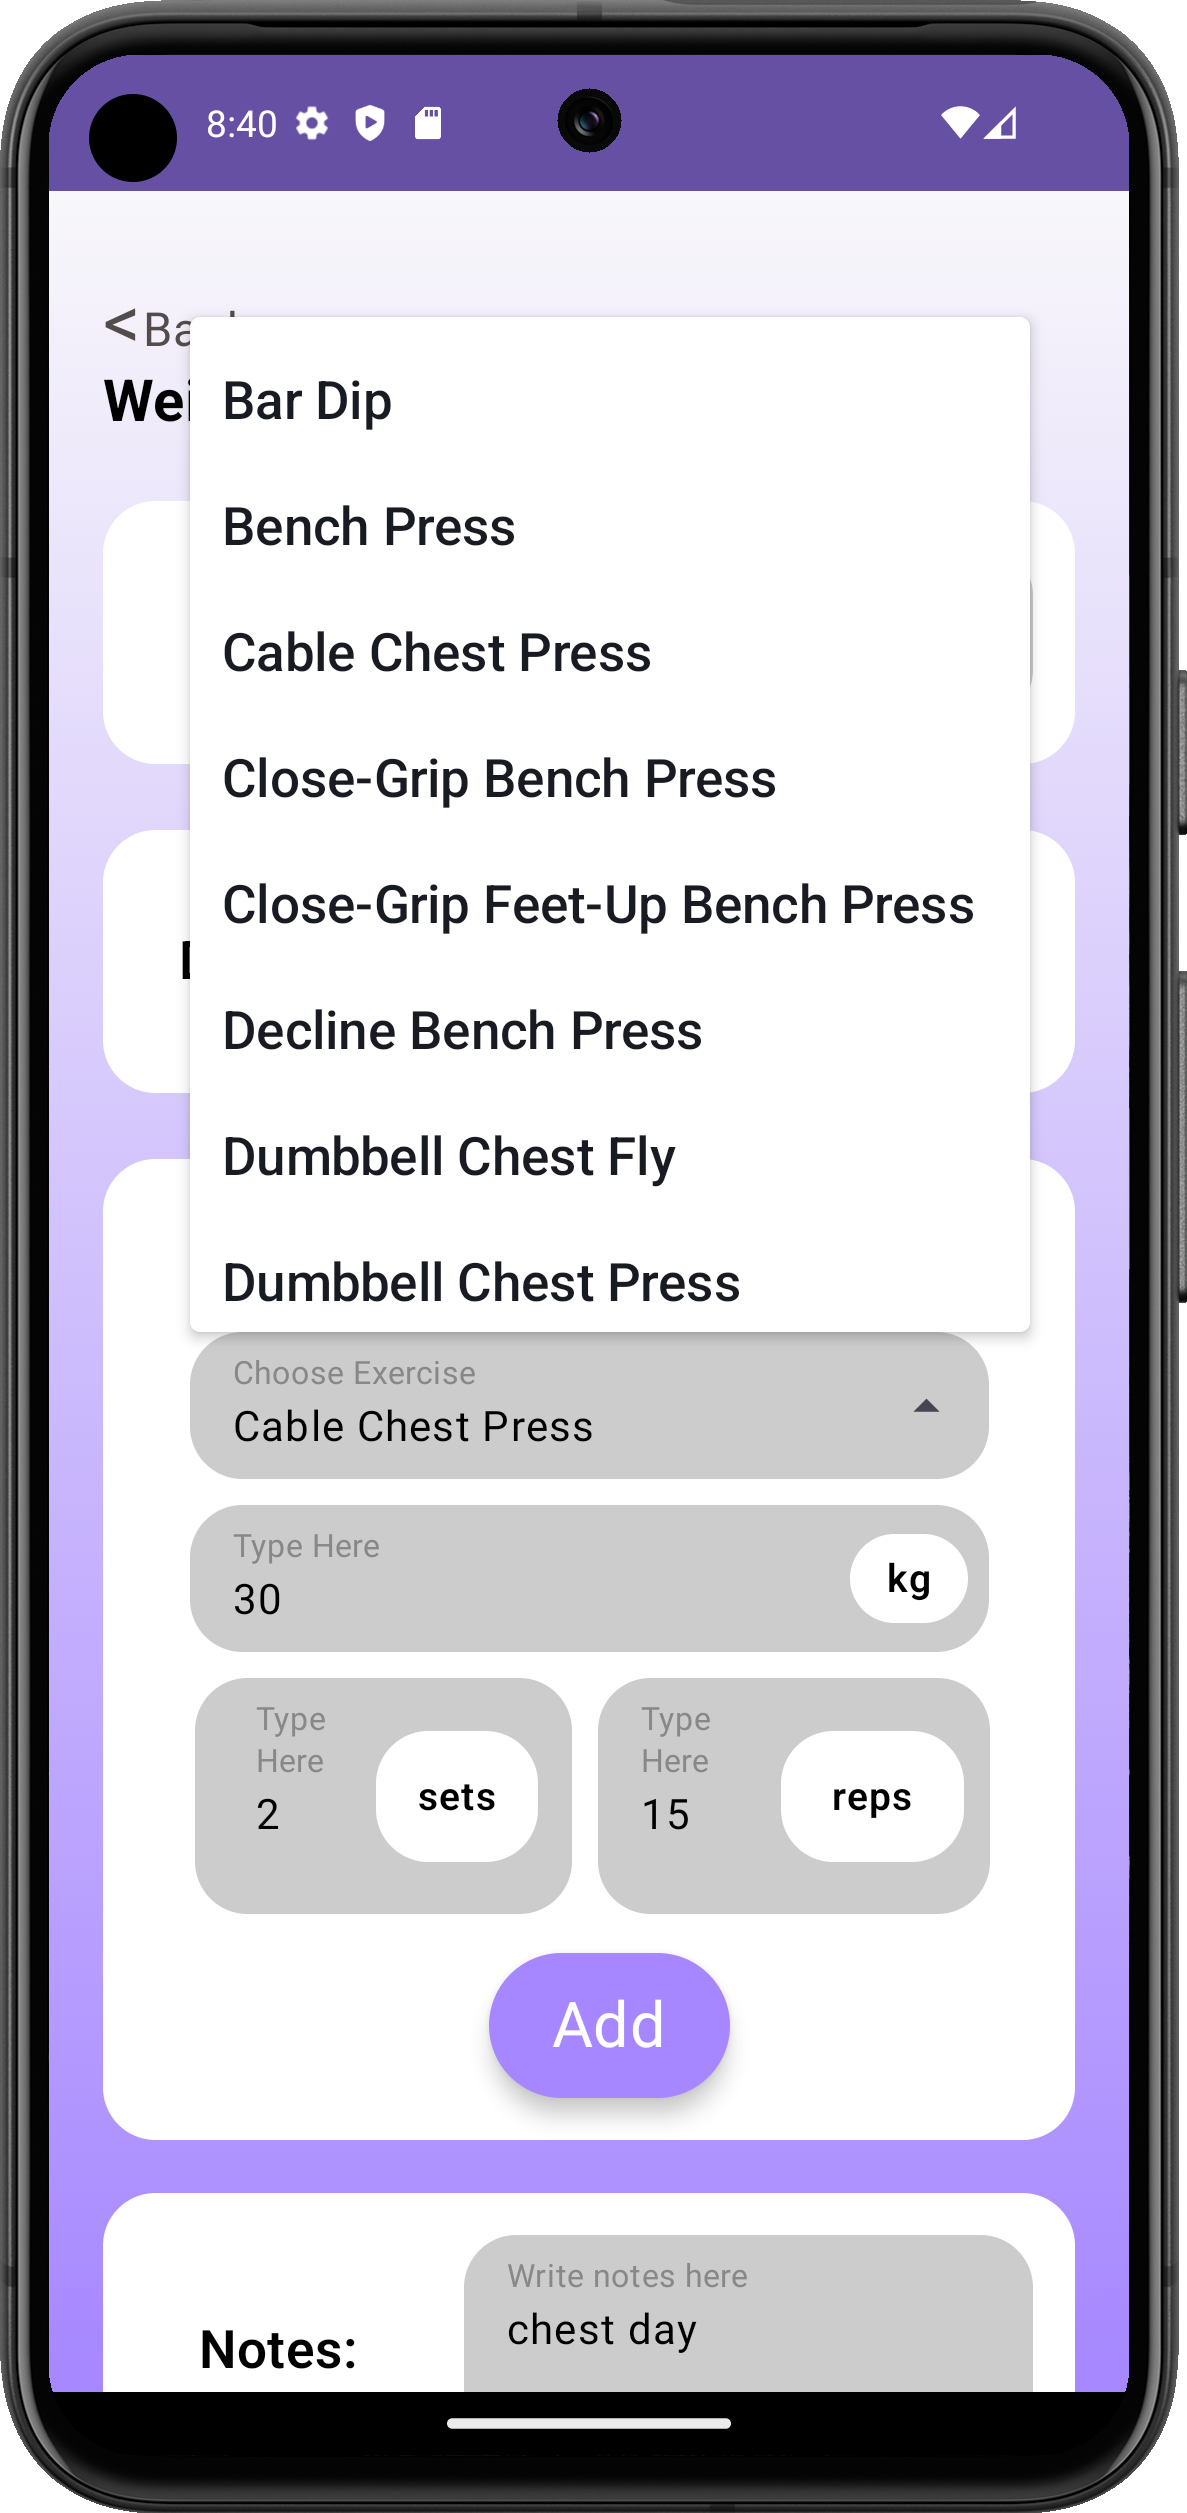 8:40
<
Bar Dip
Bench Press
Cable Chest Press
Close-Grip Bench Press
Close-Grip Feet-Up Bench Press
Decline Bench Press
Dumbbell Chest Fly
Dumbbell Chest Press
Choose Exercise
Cable Chest Press
Type Here
30
kg
Type
Here
2
sets
Type
Here
15
reps
Add
Write notes here
chest day
Notes: